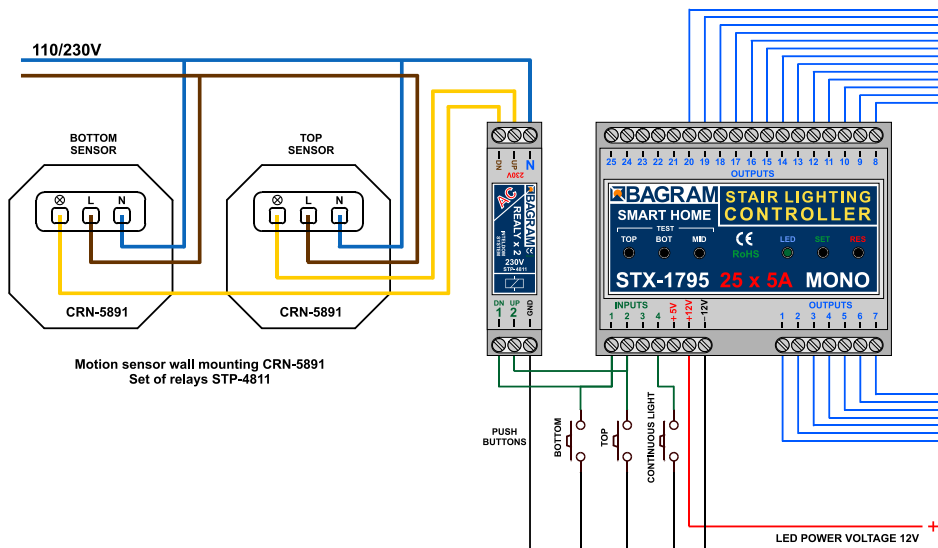 110/230V
BOTTOM
SENSOR
TOP
SENSOR
L N
L N
CRN-5891
CRN-5891
Motion sensor wall mounting CRN-5891
Set of relays STP-4811
DN UP N
230V
AC
BAGRAM
REALY x 2
INTERLOCK
SYSTEM
230V
STP-4811
DN UP
1 2 GND
25 24 23 22 21 20 19 18 17 16 15 14 13 12 11 10 9 8
OUTPUTS
BAGRAM
SMART HOME
STAIR LIGHTING
CONTROLLER
TEST
TOP BOT MID
CE
RoHS
LED SET RES
STX-1795 25 x 5A MONO
INPUTS
1 2 3 4 +5V +12V -12V
OUTPUTS
1 2 3 4 5 6 7
PUSH
BUTTONS
BOTTOM
TOP
CONTINUOUS LIGHT
+
LED POWER VOLTAGE 12V